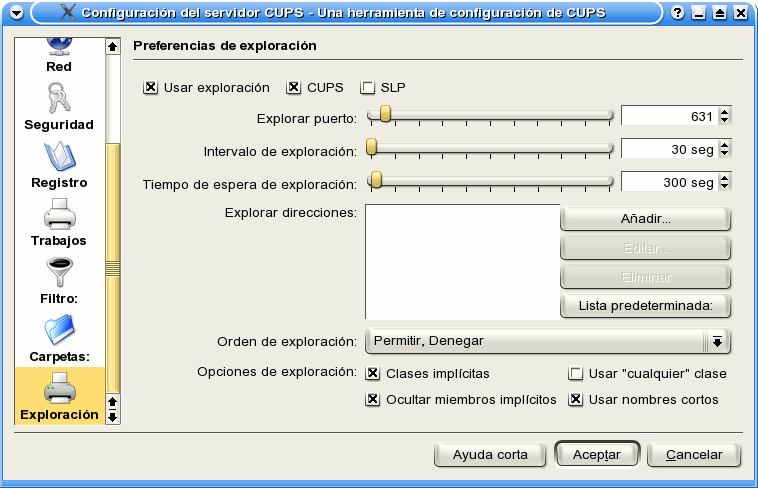 Configuración del servidor CUPS - Una herramienta de configuración de CUPS
Red
Seguridad
Registro
Trabajos
Filtro:
Carpetas:
Exploración
Preferencias de exploración
Usar exploración CUPS SLP
Explorar puerto: 631
Intervalo de exploración: 30 seg
Tiempo de espera de exploración: 300 seg
Explorar direcciones:
Añadir...
Editar...
Eliminar
Lista predeterminada:
Orden de exploración: Permitir, Denegar
Opciones de exploración: Clases implícitas Usar "cualquier" clase
Ocultar miembros implícitos Usar nombres cortos
Ayuda corta Aceptar Cancelar